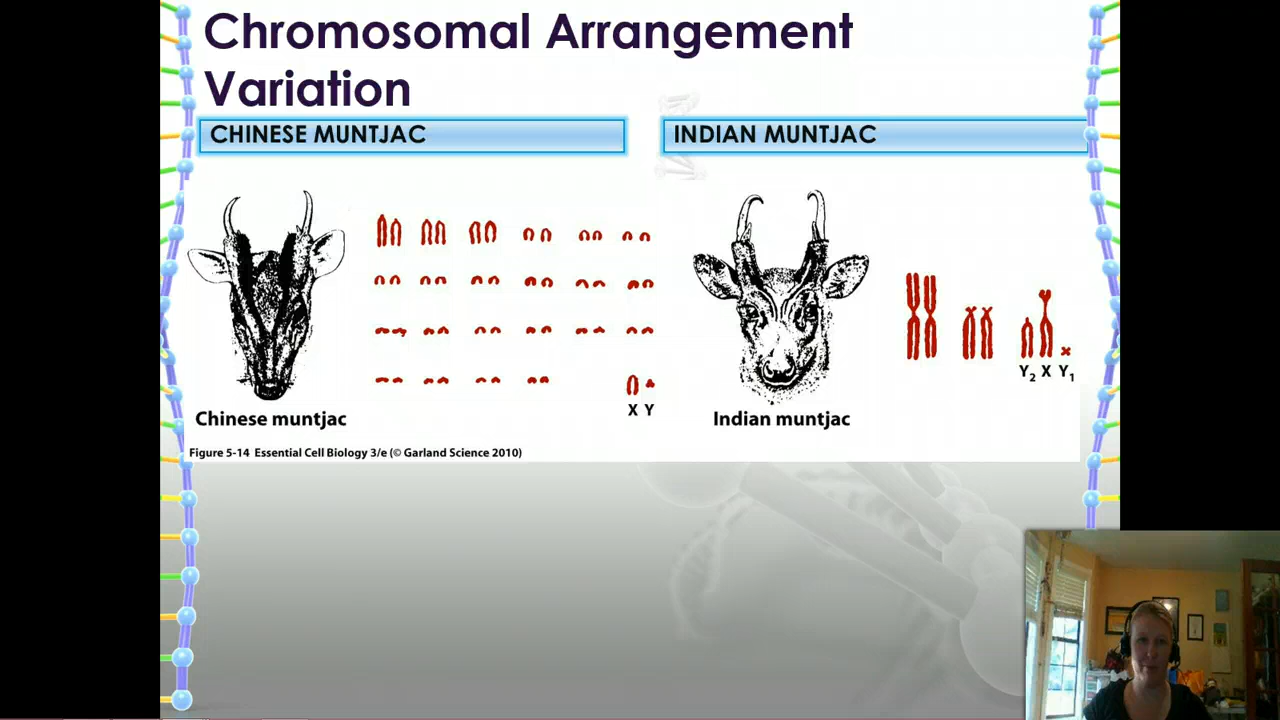 Chromosomal Arrangement
Variation
CHINESE MUNTJAC
INDIAN MUNTJAC
X Y
Y2 X Y1
Chinese muntjac
Indian muntjac
Figure 5-14 Essential Cell Biology 3/e (© Garland Science 2010)